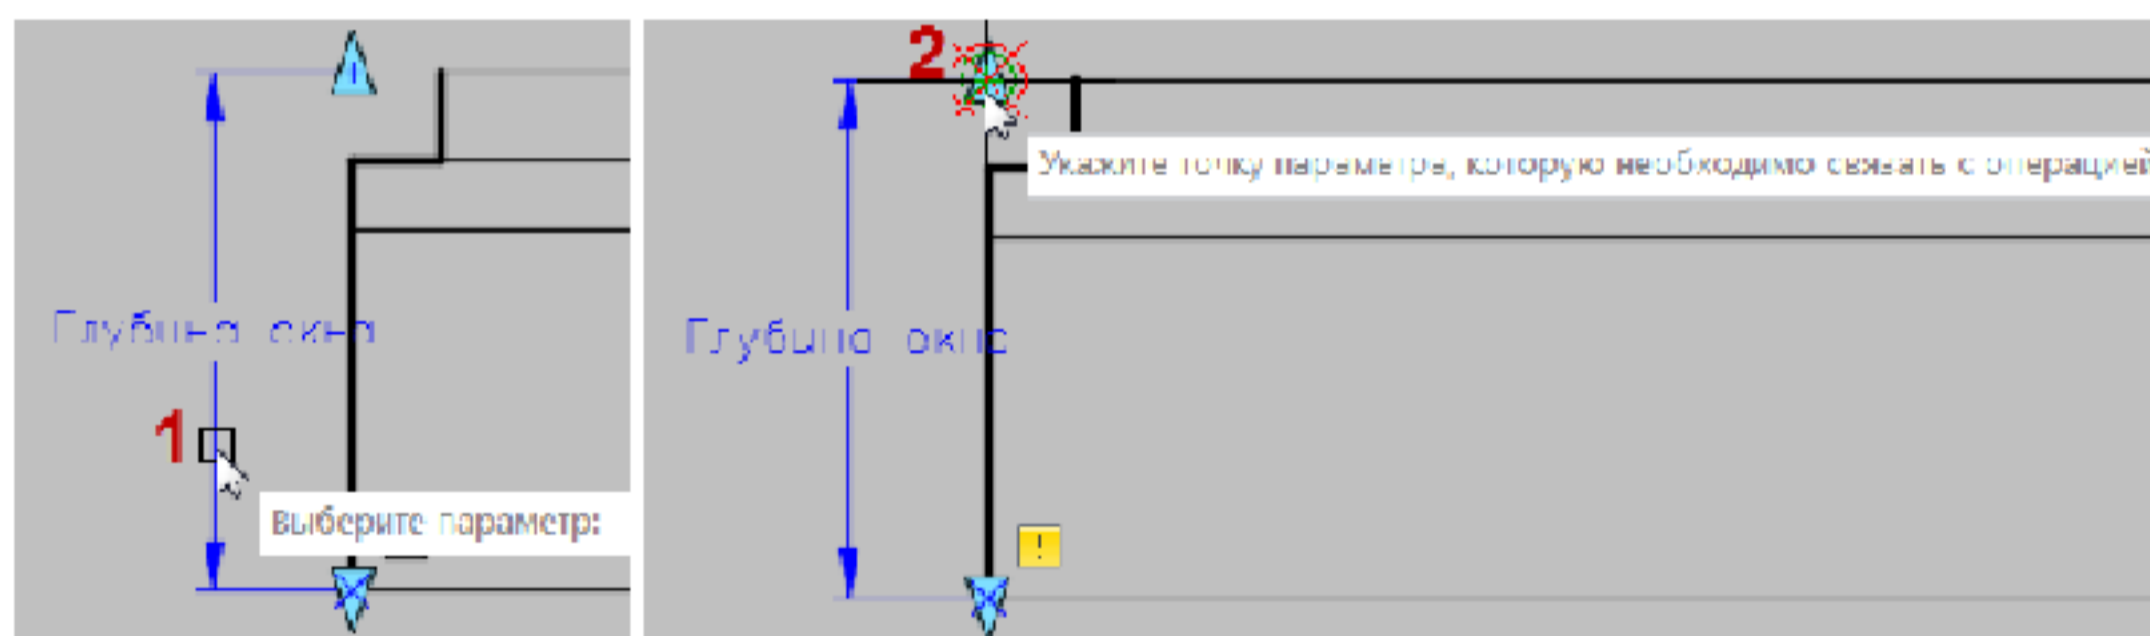 Глубина окна
1
Выберите параметр:
2
Укажите точку параметра, которую необходимо связать с операцией
Глубина окна
!